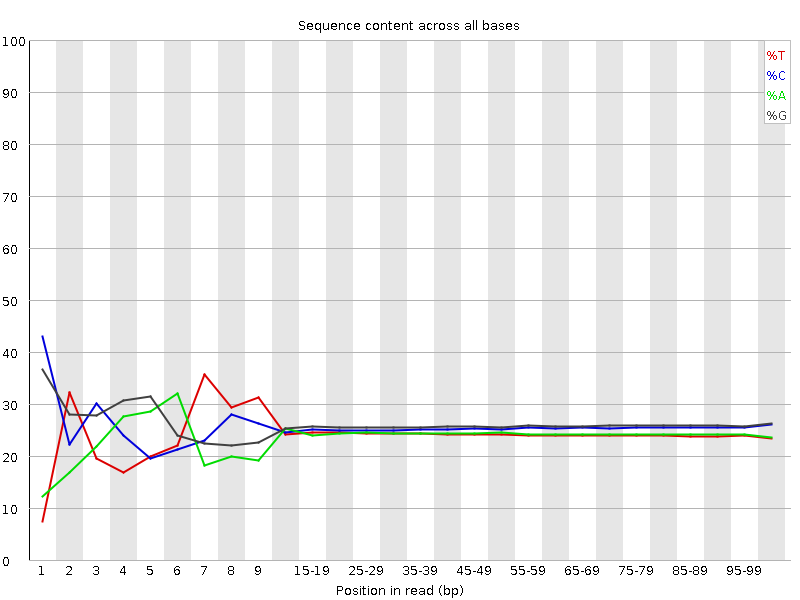 Sequence content across all bases
100
90
80
70
60
50
40
30
20
10
0
%T
%C
%A
%G
1 2 3 4 5 6 7 8 9 15-19 25-29 35-39 45-49 55-59 65-69 75-79 85-89 95-99
Position in read (bp)